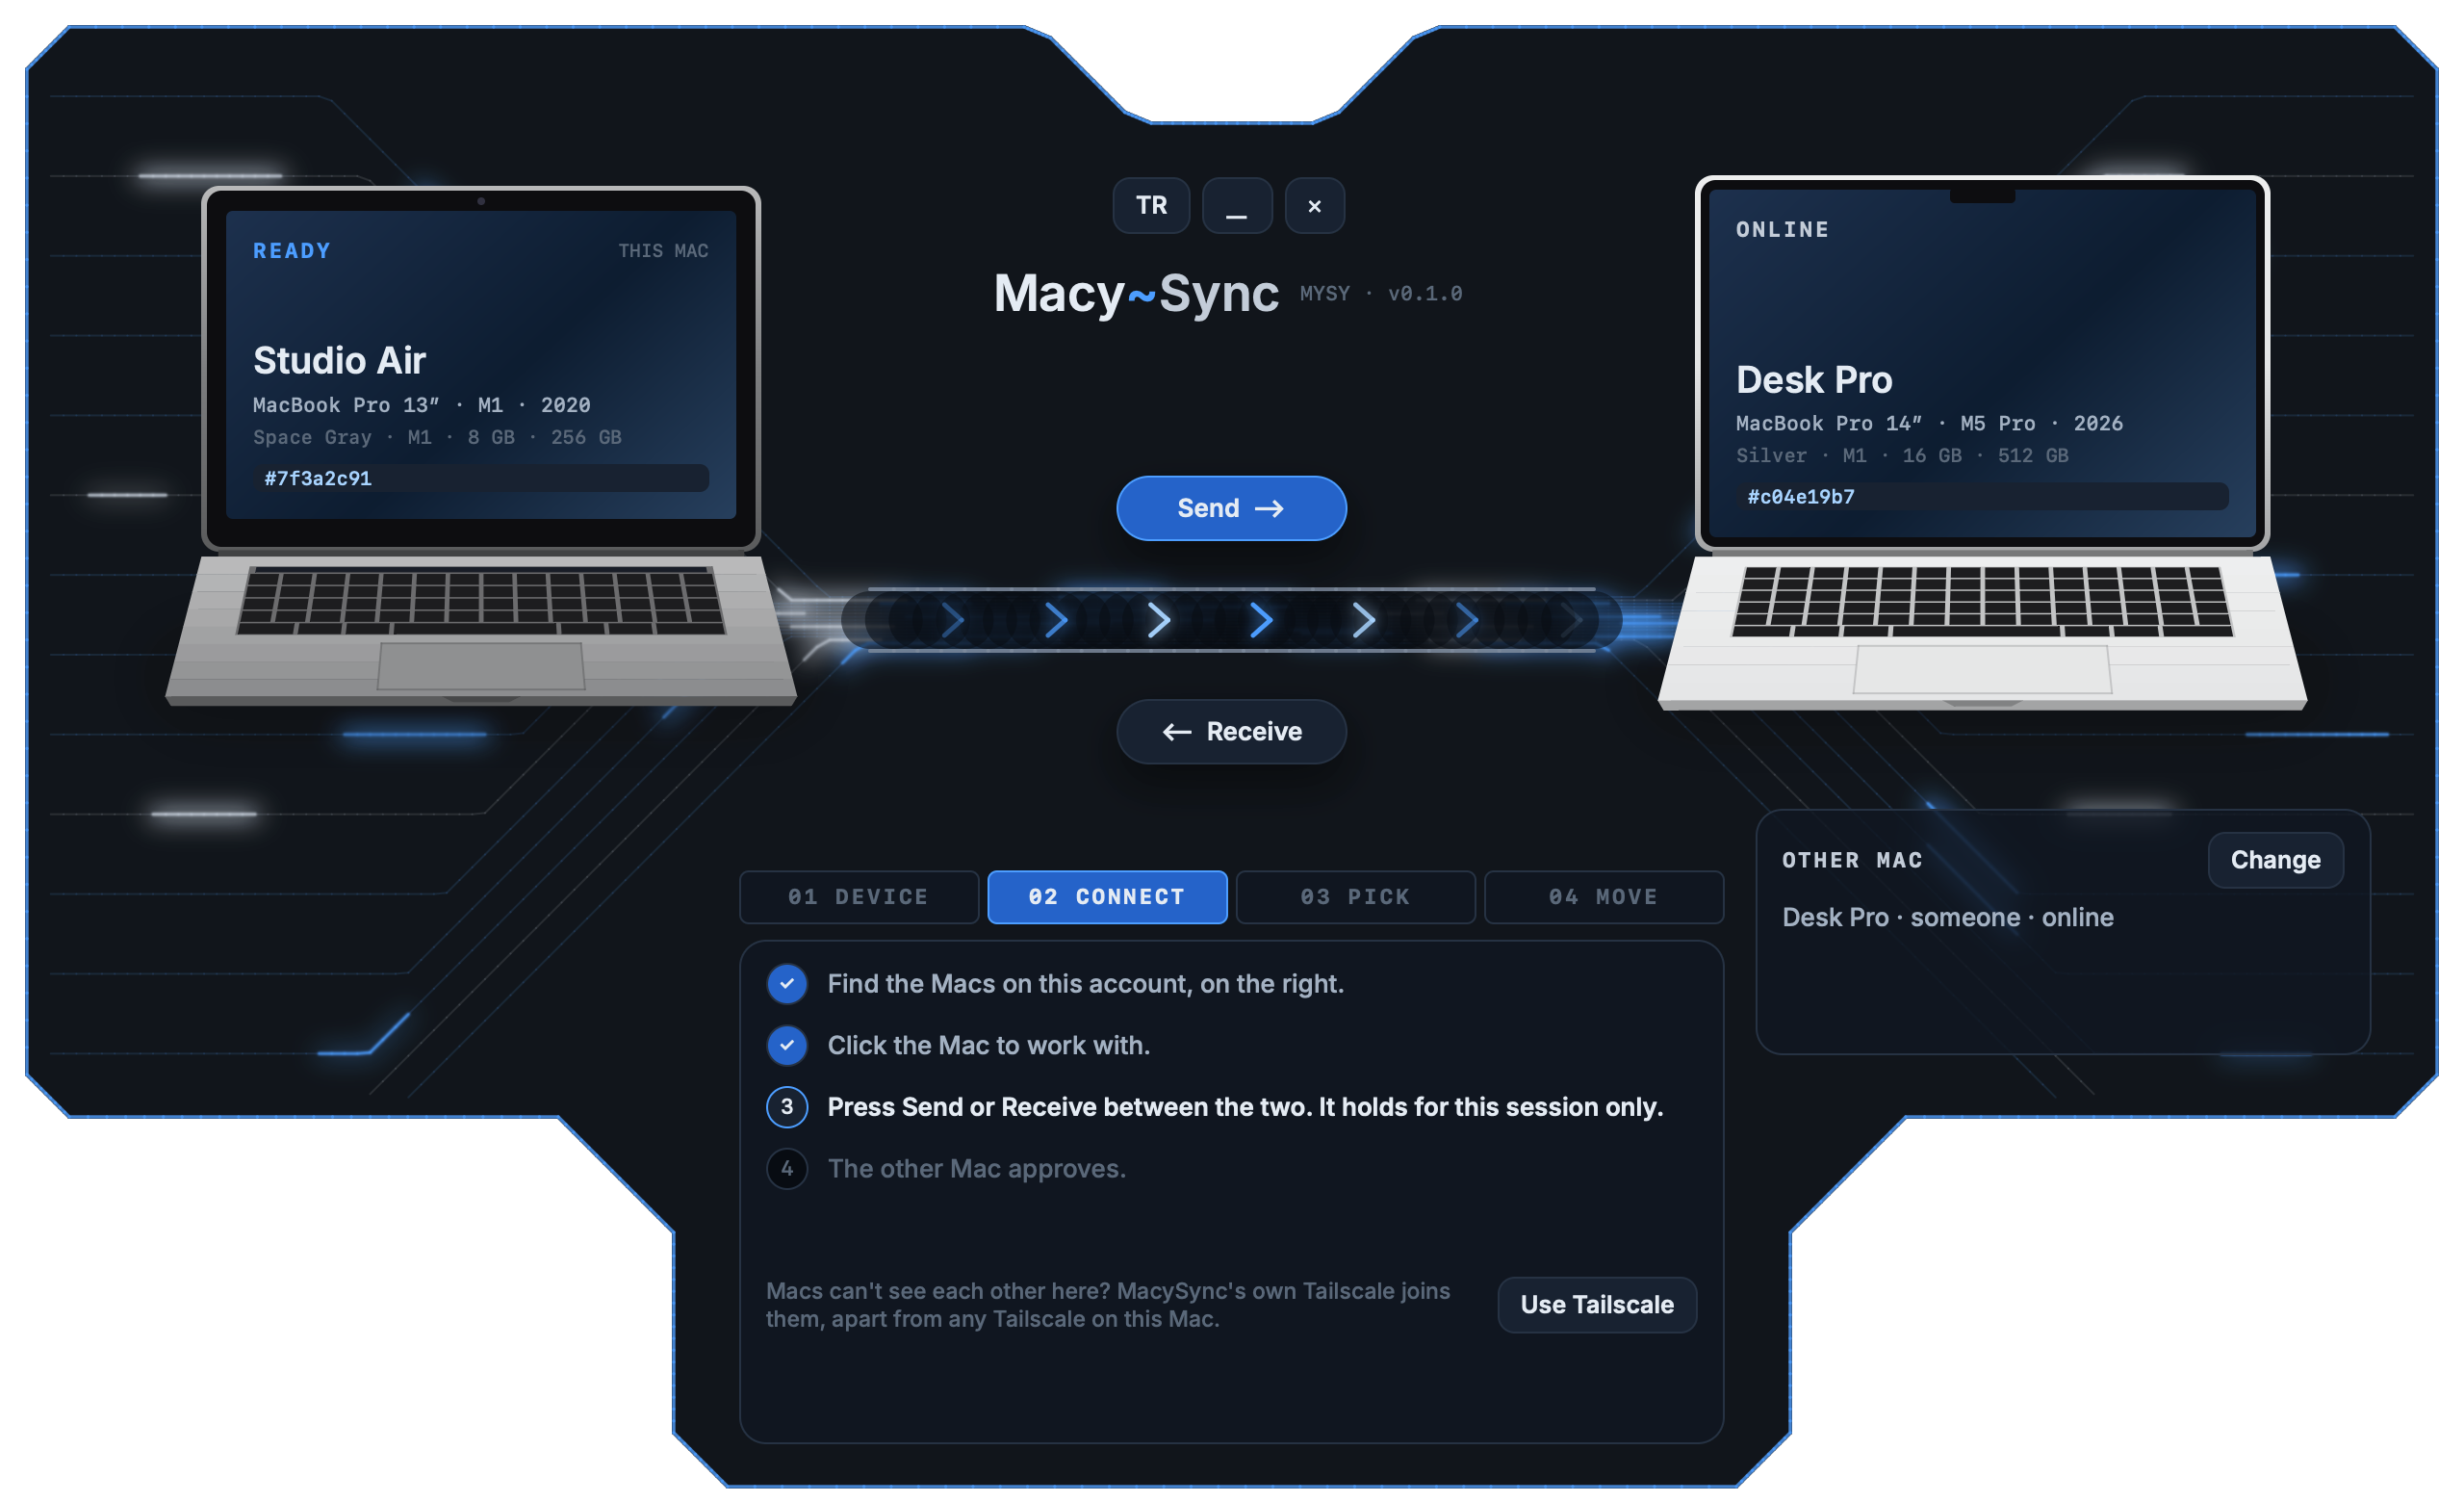 TR _ ×
Macy~Sync MYSY · v0.1.0
READY THIS MAC
Studio Air
MacBook Pro 13″ · M1 · 2020
Space Gray · M1 · 8 GB · 256 GB
#7f3a2c91
ONLINE
Desk Pro
MacBook Pro 14″ · M5 Pro · 2026
Silver · M1 · 16 GB · 512 GB
#c04e19b7
Send →
← Receive
OTHER MAC Change
Desk Pro · someone · online
01 DEVICE 02 CONNECT 03 PICK 04 MOVE
Find the Macs on this account, on the right.
Click the Mac to work with.
3 Press Send or Receive between the two. It holds for this session only.
4 The other Mac approves.
Macs can't see each other here? MacySync's own Tailscale joins
them, apart from any Tailscale on this Mac.
Use Tailscale